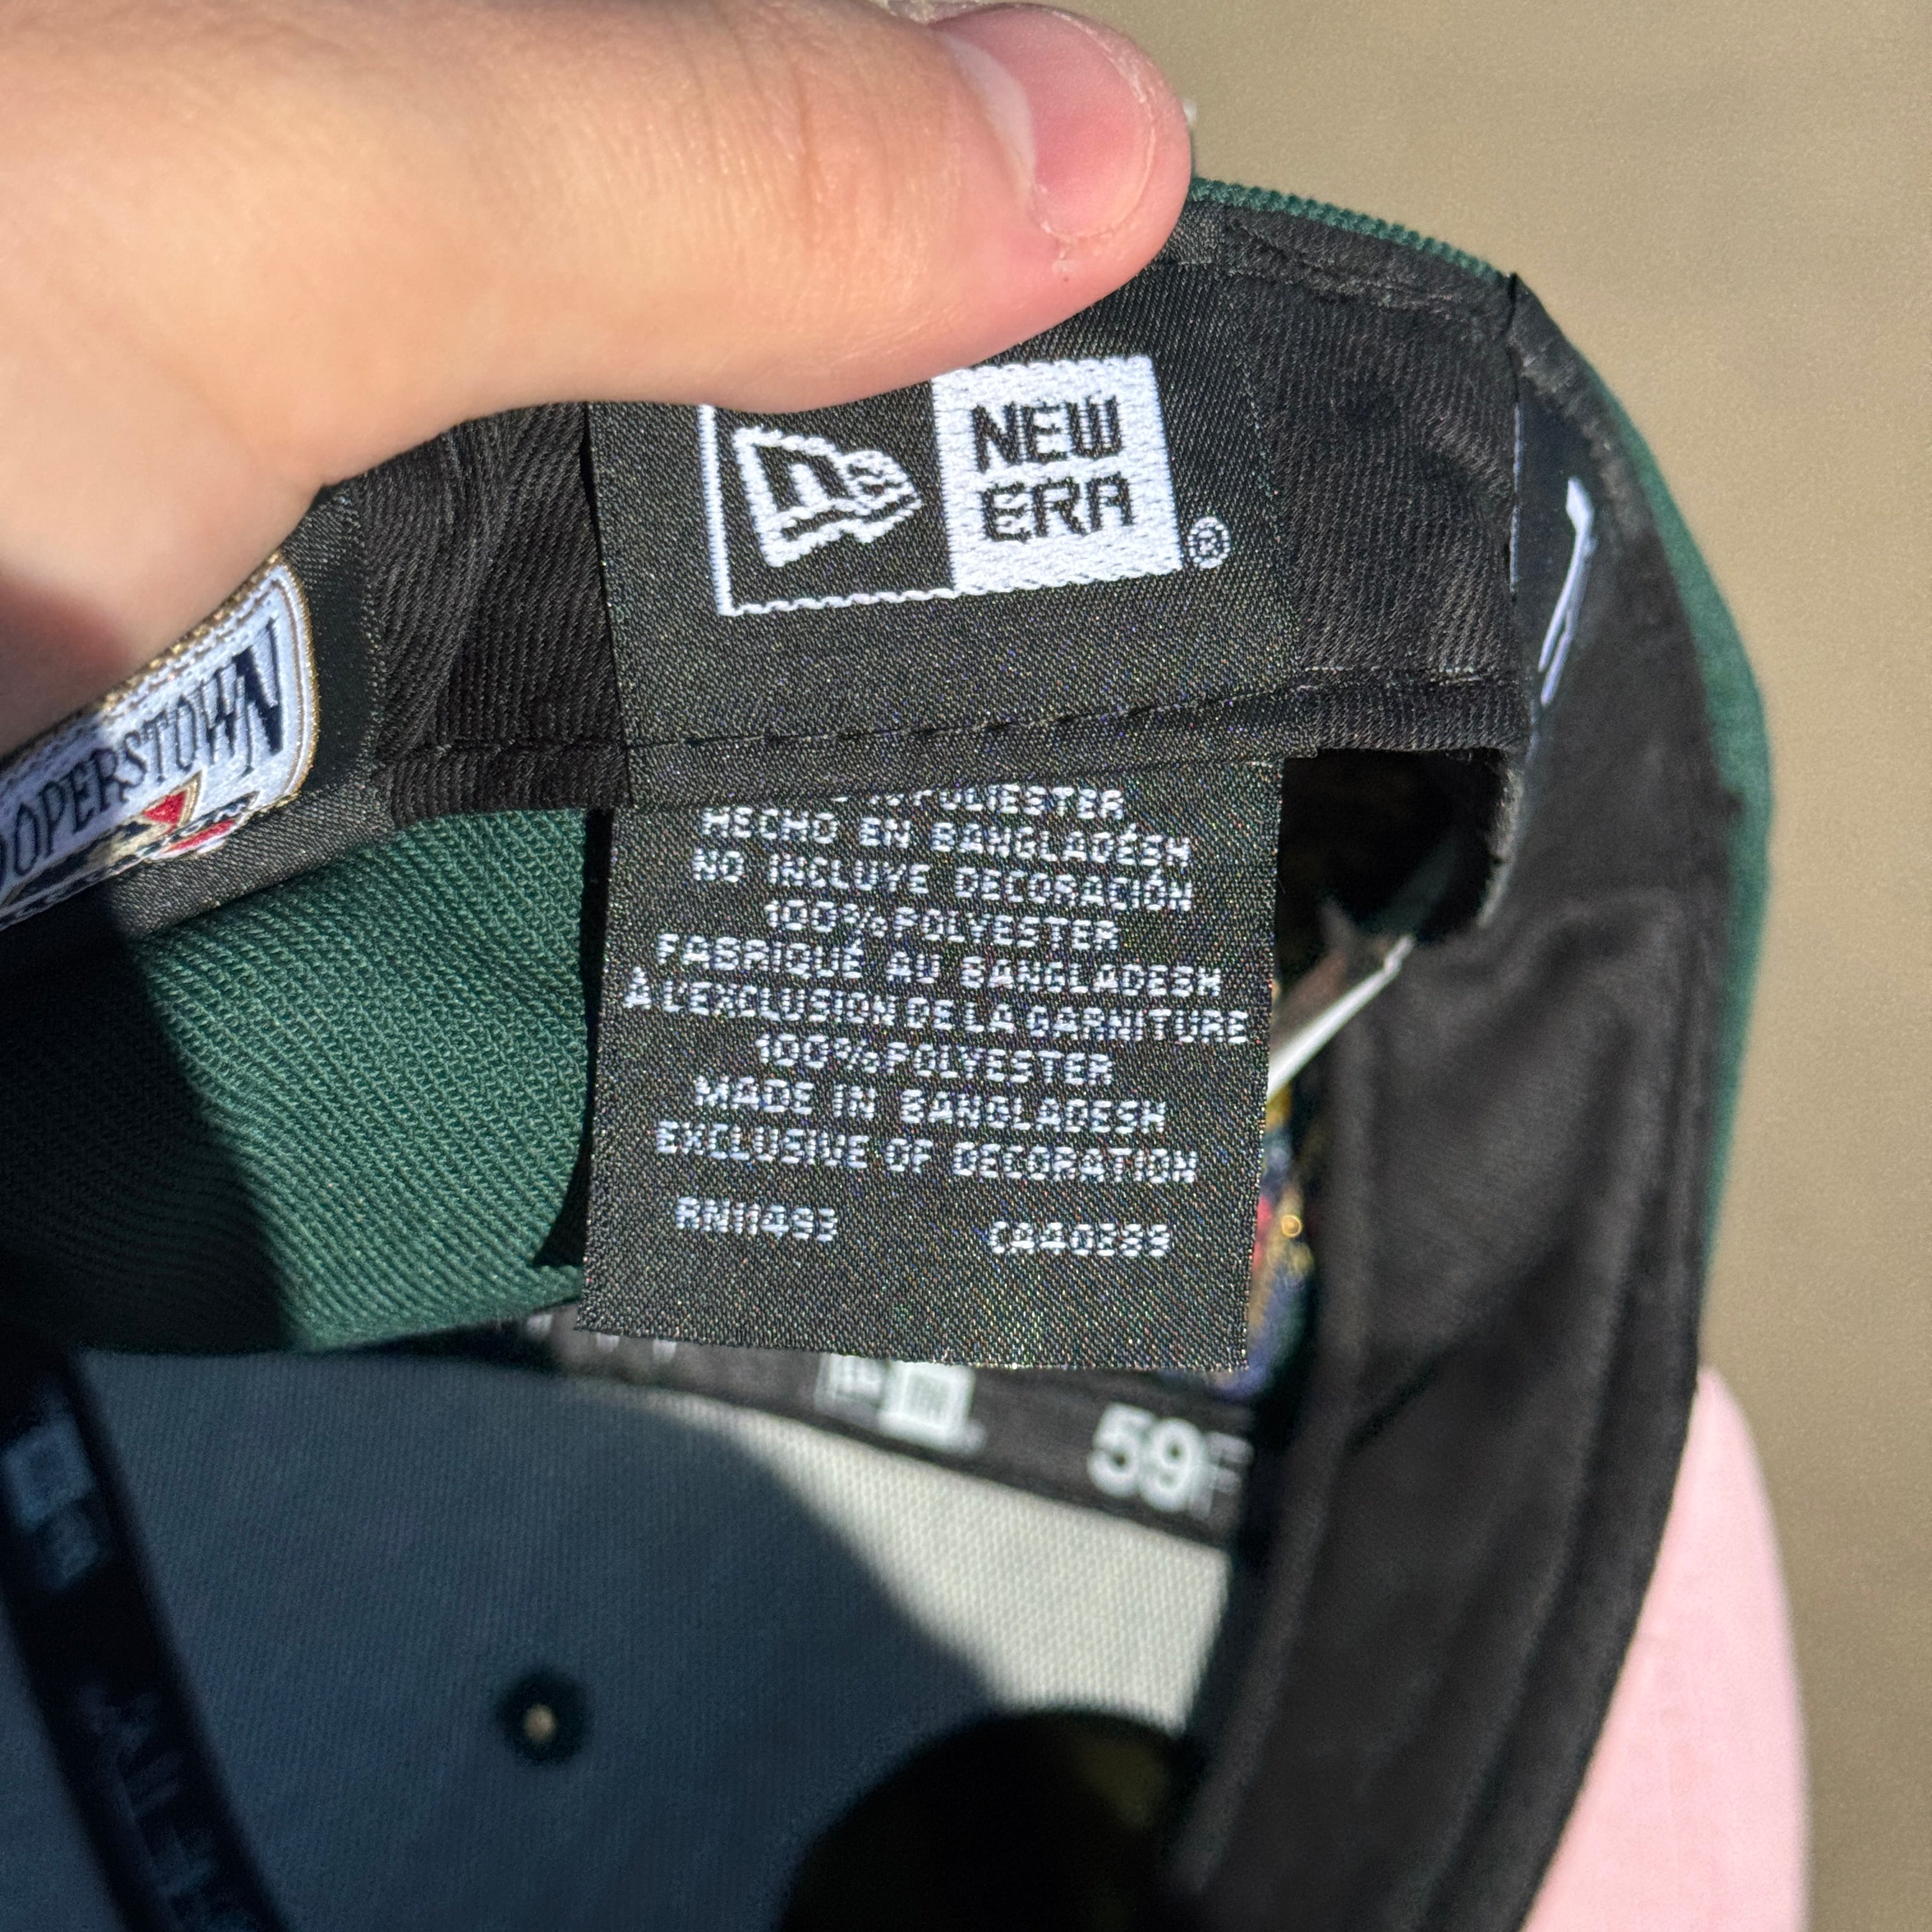 NEW
ERA
®
COOPERSTOWN
POLIESTER
HECHO EN BANGLADÉSH
NO INCLUYE DECORACIÓN
100% POLYESTER
FABRIQUÉ AU BANGLADESH
À L'EXCLUSION DE LA GARNITURE
100% POLYESTER
MADE IN BANGLADESH
EXCLUSIVE OF DECORATION
RN11493 CA40299
59F